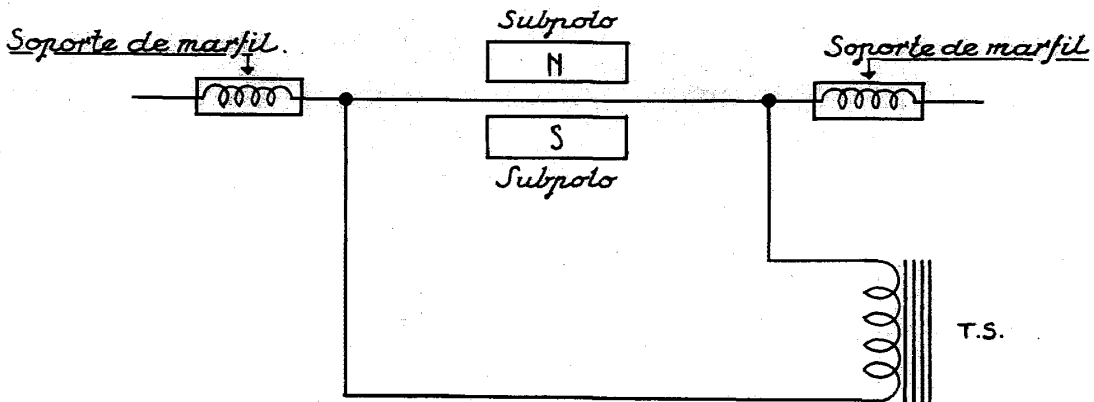 Subpolo
Soporte de marfil.
Soporte de marfil
N
S
Subpolo
T.S.